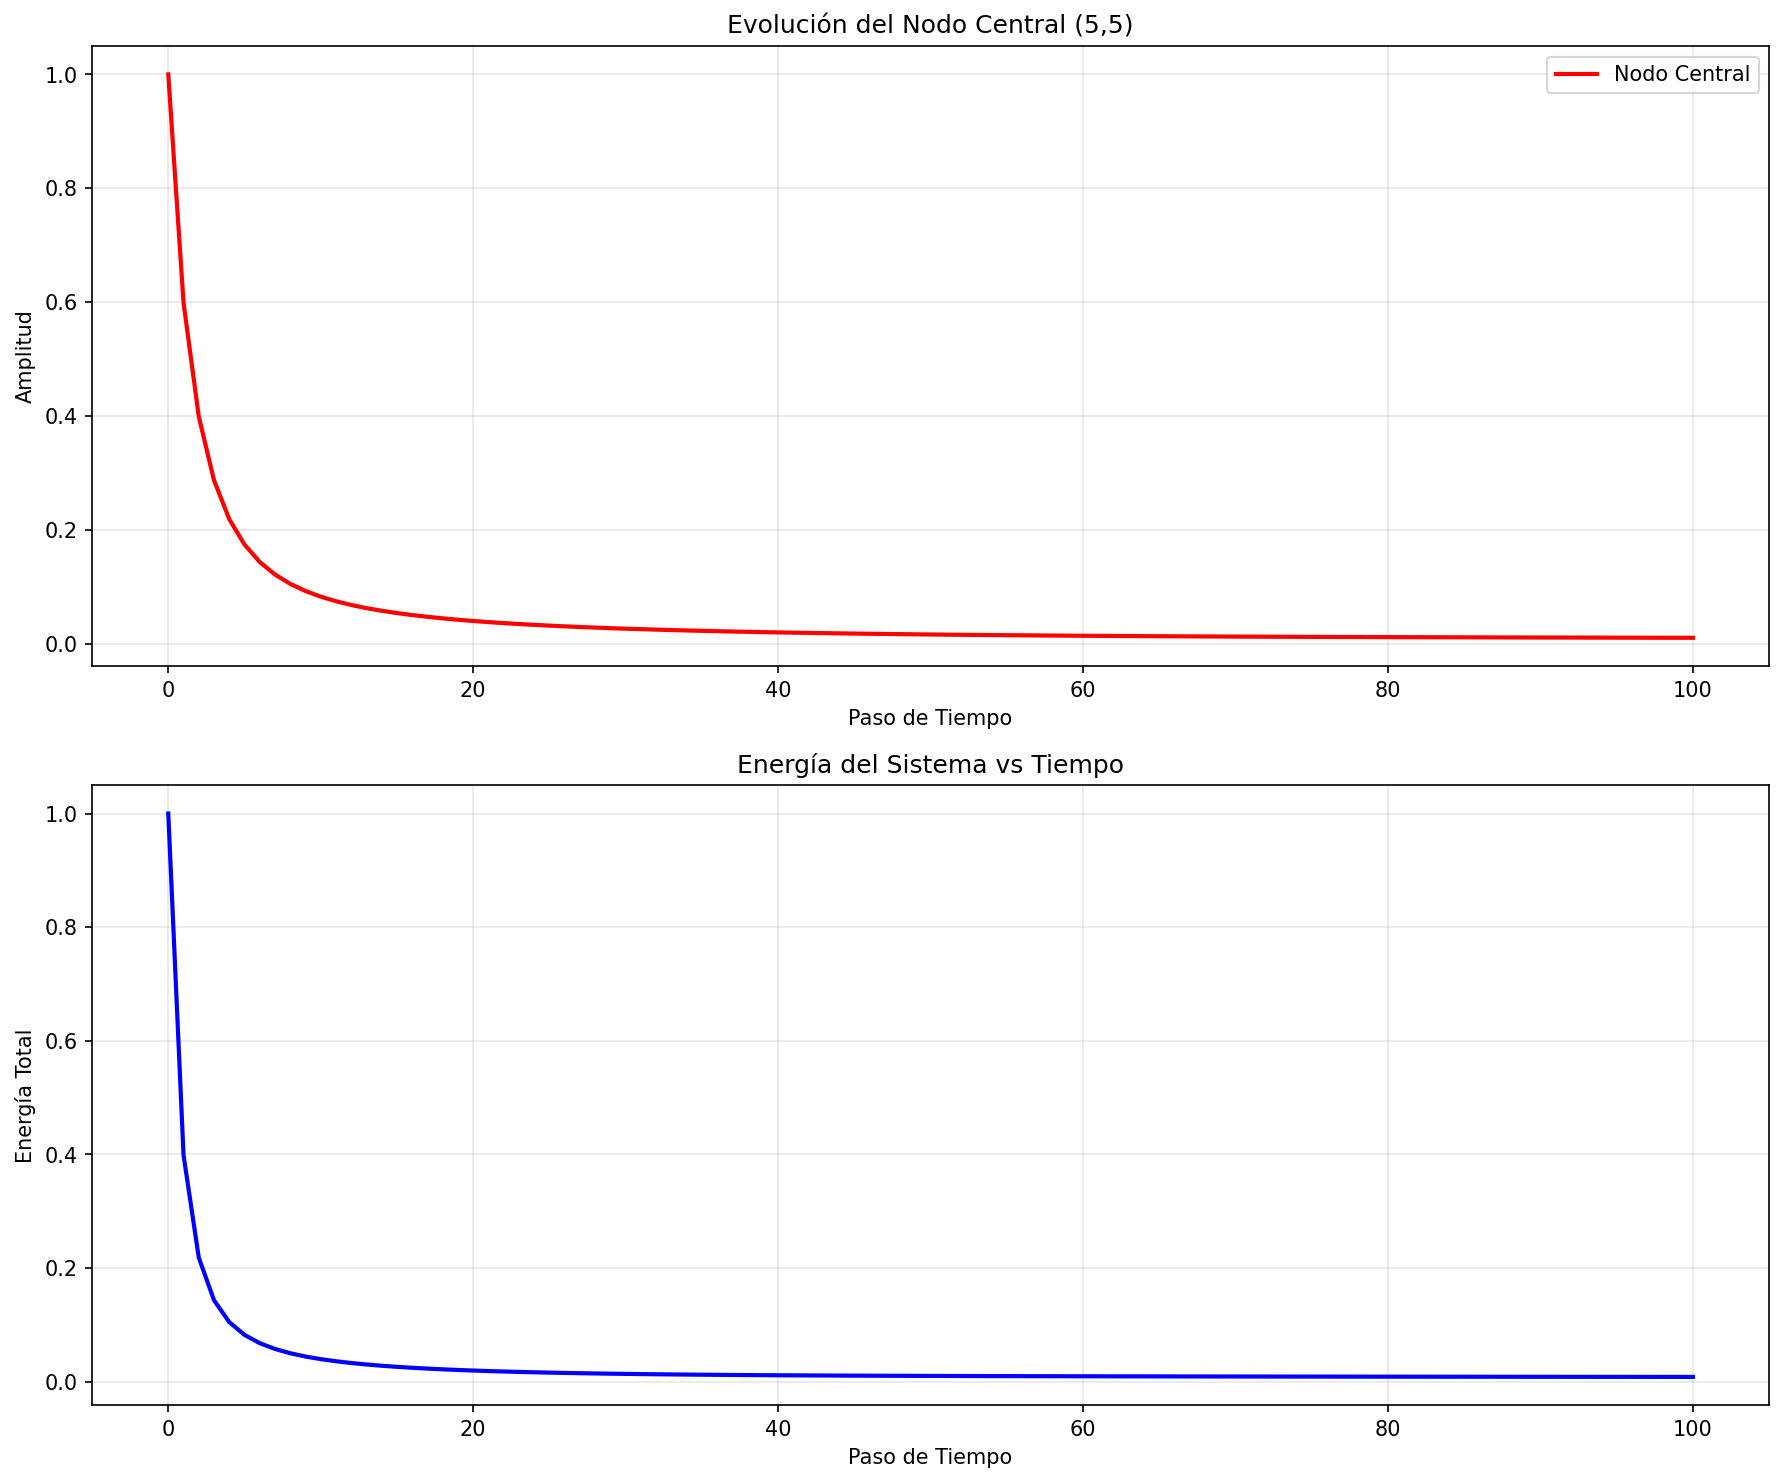 Evolución del Nodo Central (5,5)
Nodo Central
1.0
0.8
0.6
0.4
0.2
0.0
Amplitud
0 20 40 60 80 100
Paso de Tiempo
Energía del Sistema vs Tiempo
1.0
0.8
0.6
0.4
0.2
0.0
Energía Total
0 20 40 60 80 100
Paso de Tiempo